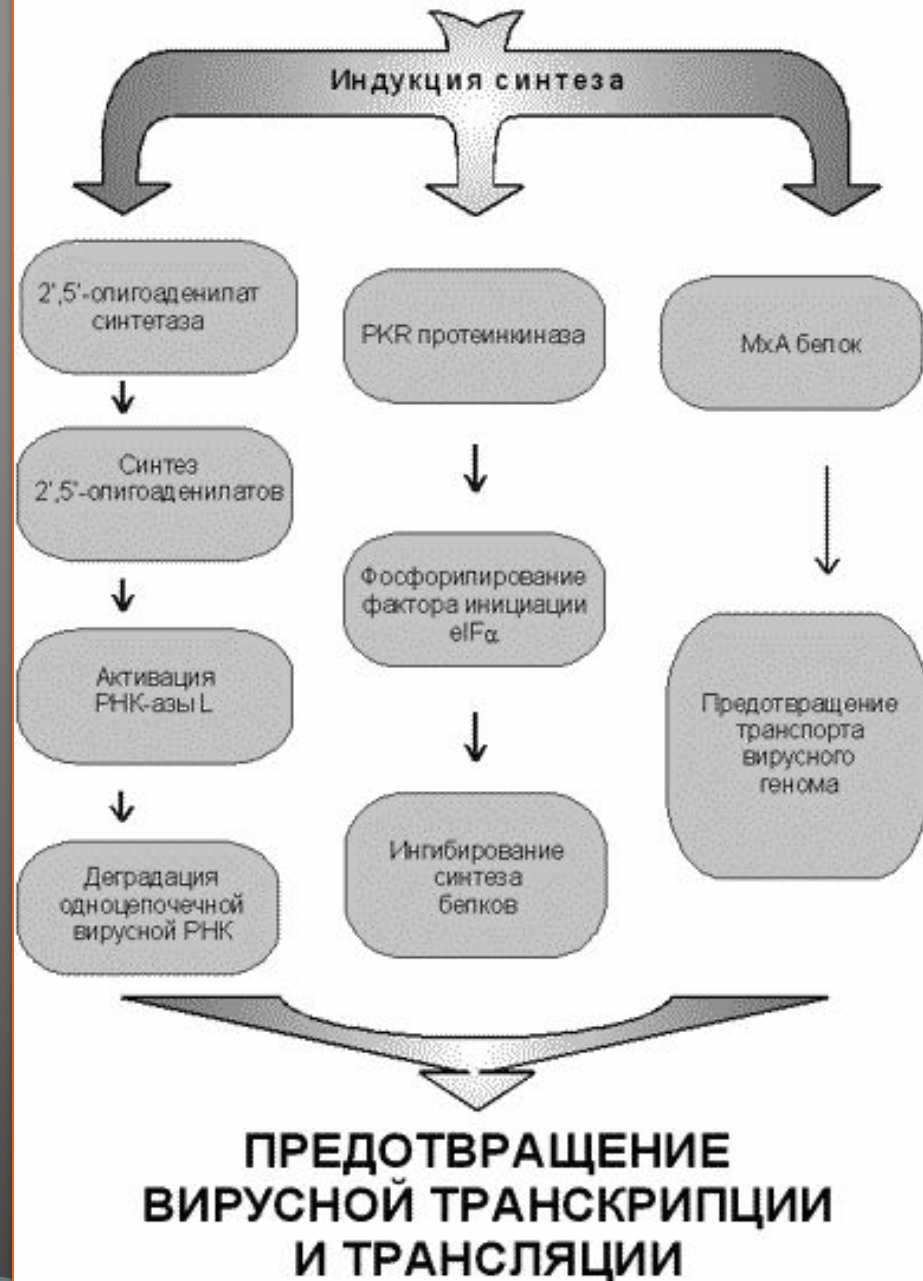 Индукция синтеза
2',5'-олигоаденилат
синтетаза
Синтез
2',5'-олигоаденилатов
Активация
РНК-азы L
Деградация
одноцепочечной
вирусной РНК
PKR протеинкиназа
Фосфорилирование
фактора инициации
eIFα
Ингибирование
синтеза
белков
MxA белок
Предотвращение
транспорта
вирусного
генома
ПРЕДОТВРАЩЕНИЕ
ВИРУСНОЙ ТРАНСКРИПЦИИ
И ТРАНСЛЯЦИИ